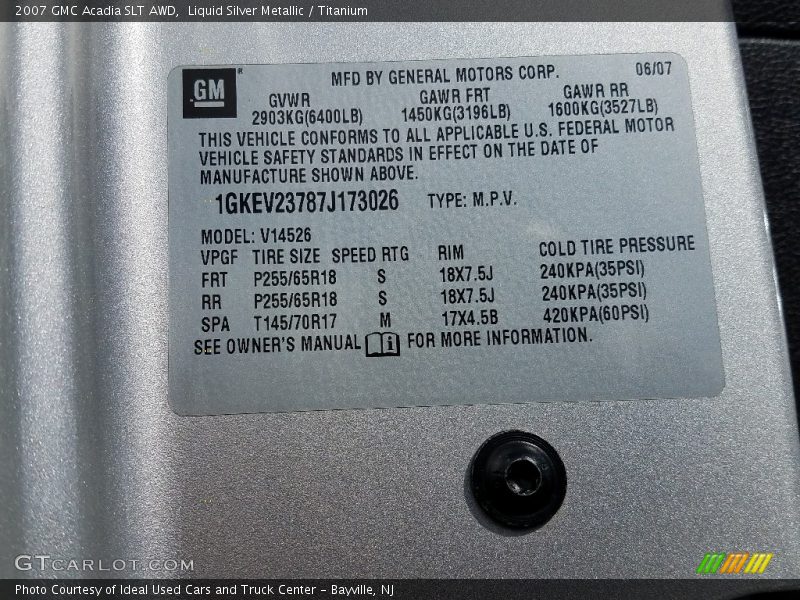 2007 GMC Acadia SLT AWD, Liquid Silver Metallic / Titanium
GM ® MFD BY GENERAL MOTORS CORP. 06/07
GVWR GAWR FRT GAWR RR
2903KG(6400LB) 1450KG(3196LB) 1600KG(3527LB)
THIS VEHICLE CONFORMS TO ALL APPLICABLE U.S. FEDERAL MOTOR
VEHICLE SAFETY STANDARDS IN EFFECT ON THE DATE OF
MANUFACTURE SHOWN ABOVE.
1GKEV23787J173026 TYPE: M.P.V.
MODEL: V14526
VPGF TIRE SIZE SPEED RTG RIM COLD TIRE PRESSURE
FRT P255/65R18 S 18X7.5J 240KPA(35PSI)
RR P255/65R18 S 18X7.5J 240KPA(35PSI)
SPA T145/70R17 M 17X4.5B 420KPA(60PSI)
SEE OWNER'S MANUAL FOR MORE INFORMATION.
GTCARLOT.COM
Photo Courtesy of Ideal Used Cars and Truck Center - Bayville, NJ